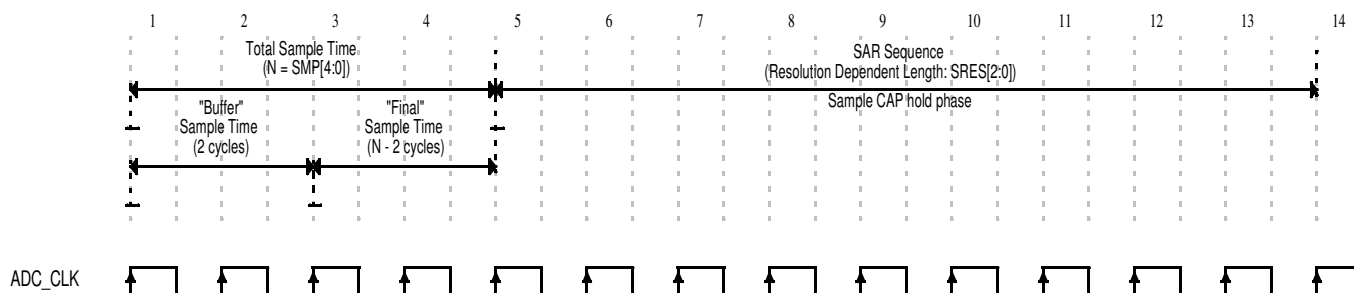 1 2 3 4 5 6 7 8 9 10 11 12 13 14
Total Sample Time
(N = SMP[4:0])
SAR Sequence
(Resolution Dependent Length: SRES[2:0])
Sample CAP hold phase
"Buffer"
Sample Time
(2 cycles)
"Final"
Sample Time
(N - 2 cycles)
ADC_CLK